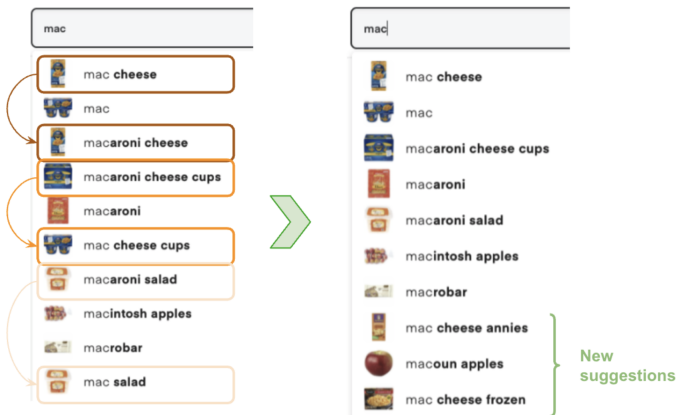 mac
mac cheese
mac
macaroni cheese
macaroni cheese cups
macaroni
mac cheese cups
macaroni salad
macintosh apples
macrobar
mac salad
mac
mac cheese
mac
macaroni cheese cups
macaroni
macaroni salad
macintosh apples
macrobar
mac cheese annies
macoun apples
mac cheese frozen
New
suggestions